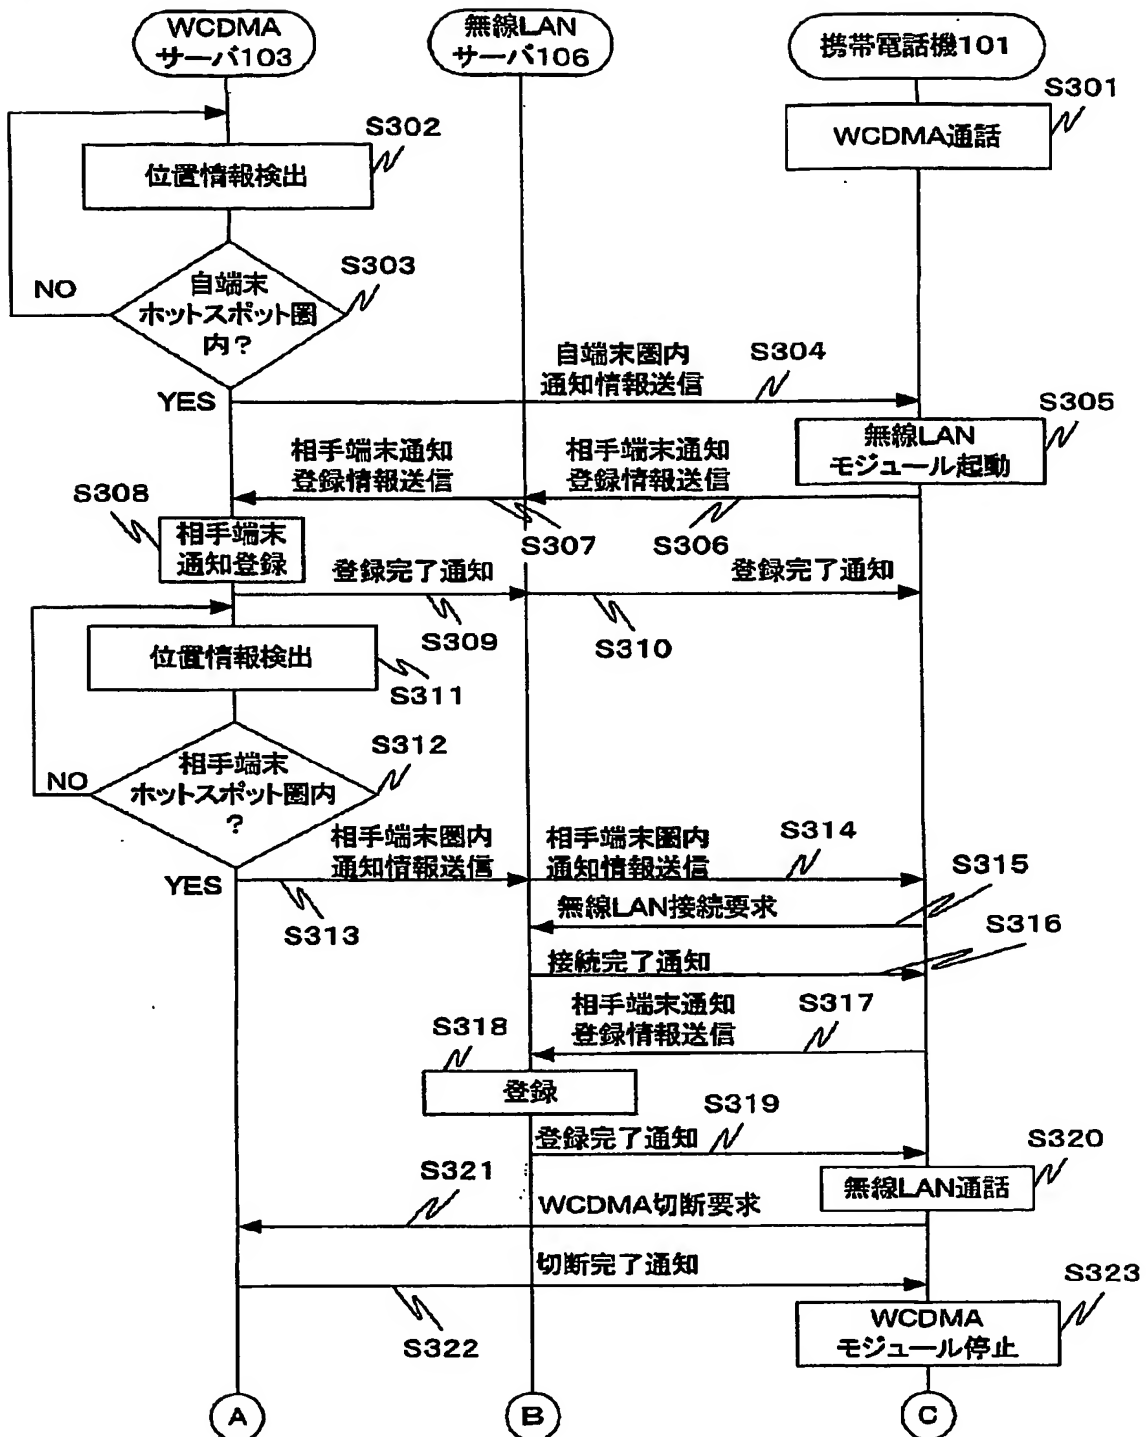 WCDMA
サーバ103
無線LAN
サーバ106
携帯電話機101
S301
WCDMA通話
S302
位置情報検出
S303
自端末
ホットスポット圏
内?
NO
YES
自端末圏内
通知情報送信
S304
S305
無線LAN
モジュール起動
相手端末通知
登録情報送信
相手端末通知
登録情報送信
S307
S306
S308
相手端末
通知登録
登録完了通知
登録完了通知
S309
S310
位置情報検出
S311
S312
相手端末
ホットスポット圏内
?
NO
YES
相手端末圏内
通知情報送信
相手端末圏内
通知情報送信
S314
S313
S315
無線LAN接続要求
S316
接続完了通知
相手端末通知
登録情報送信
S317
S318
登録
S319
登録完了通知
S320
無線LAN通話
S321
WCDMA切断要求
切断完了通知
S322
S323
WCDMA
モジュール停止
A
B
C